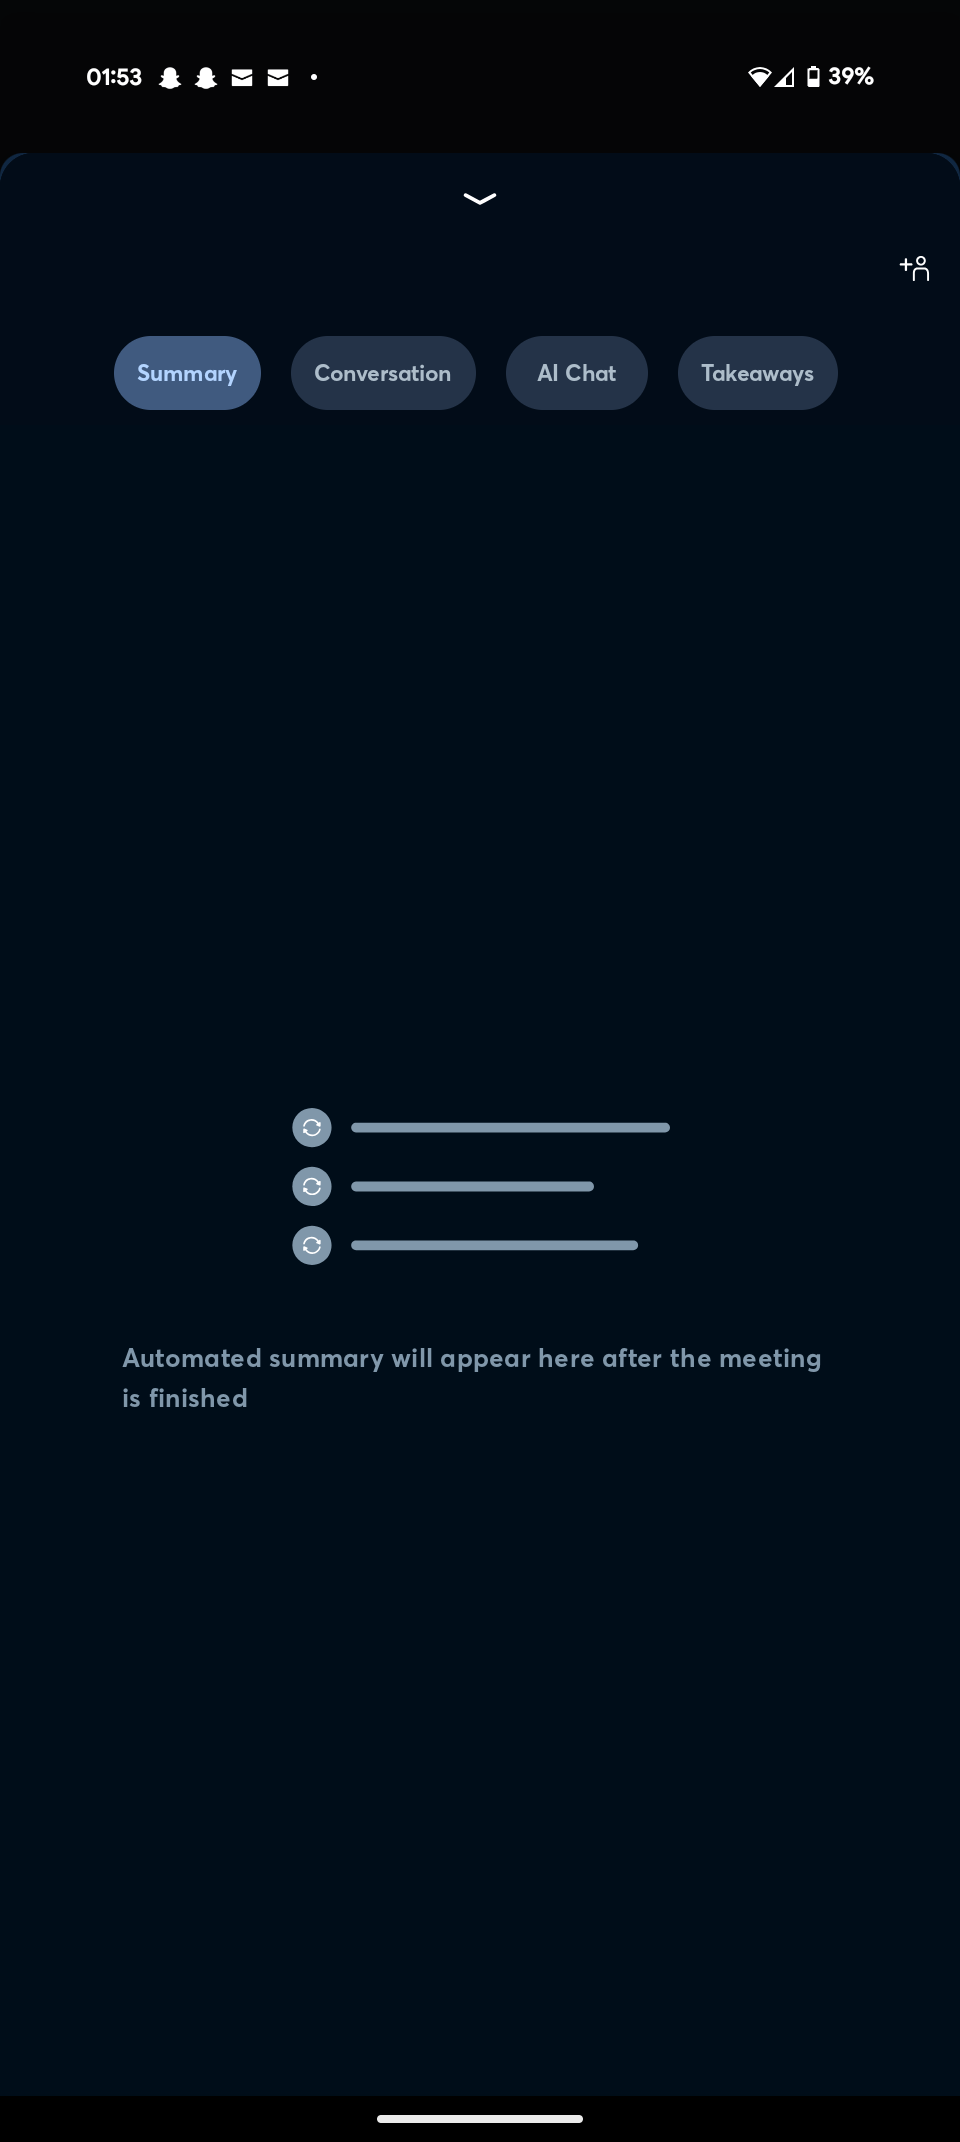 01:53 39%
Summary Conversation AI Chat Takeaways
Automated summary will appear here after the meeting
is finished